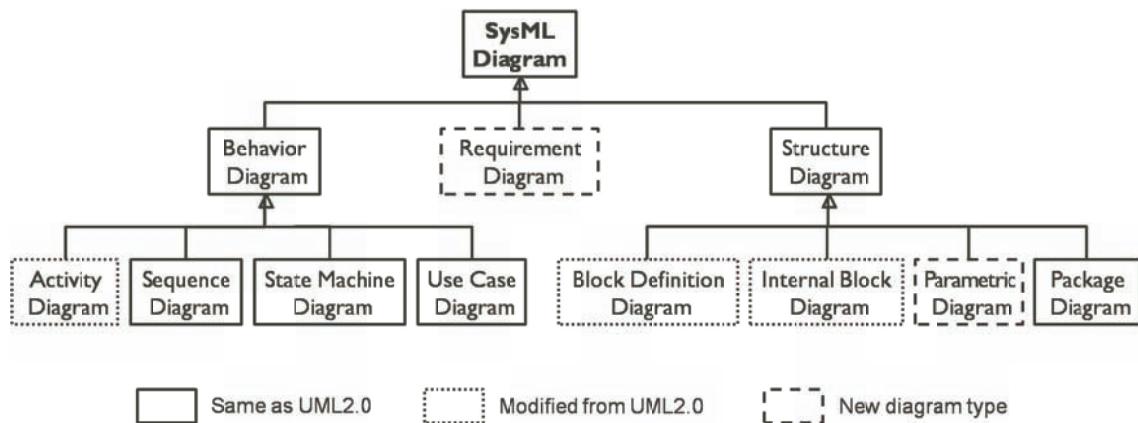 SysML
Diagram
Behavior
Diagram
Requirement
Diagram
Structure
Diagram
Activity
Diagram
Sequence
Diagram
State Machine
Diagram
Use Case
Diagram
Block Definition
Diagram
Internal Block
Diagram
Parametric
Diagram
Package
Diagram
Same as UML2.0
Modified from UML2.0
New diagram type